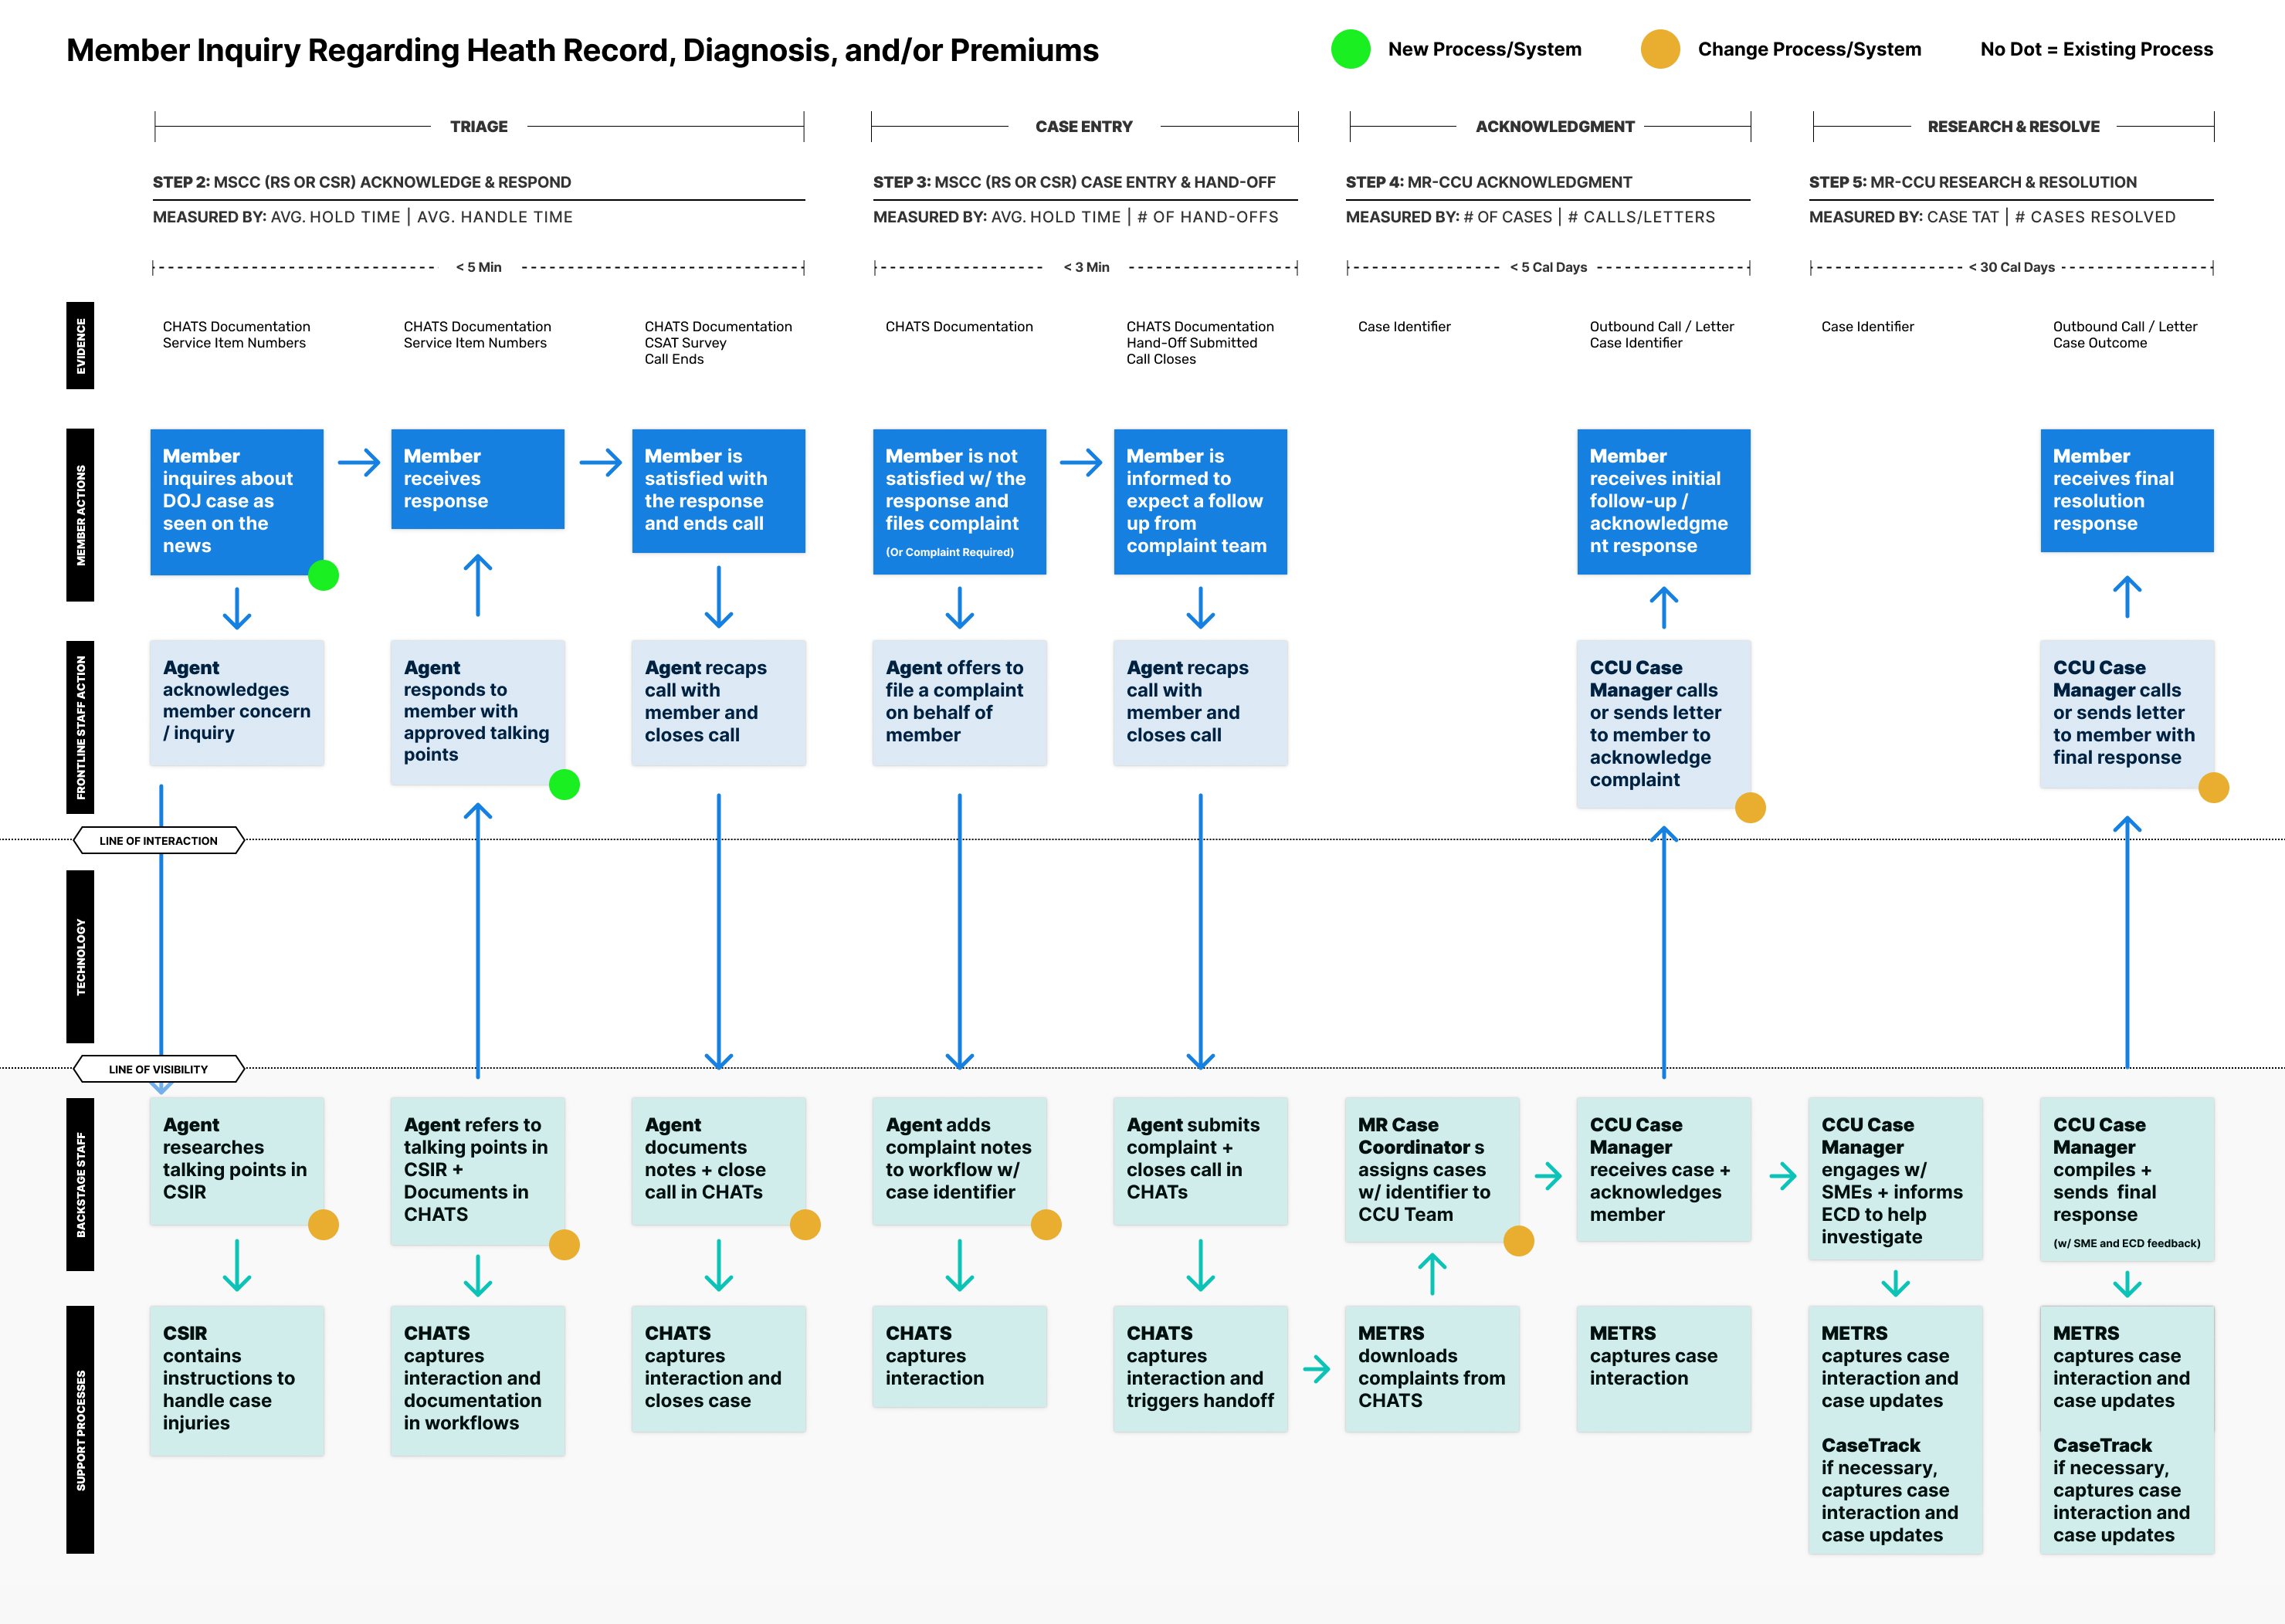 Member Inquiry Regarding Heath Record, Diagnosis, and/or Premiums
New Process/System
Change Process/System
No Dot = Existing Process
TRIAGE
CASE ENTRY
ACKNOWLEDGMENT
RESEARCH & RESOLVE
STEP 2: MSCC (RS OR CSR) ACKNOWLEDGE & RESPOND
STEP 3: MSCC (RS OR CSR) CASE ENTRY & HAND-OFF
STEP 4: MR-CCU ACKNOWLEDGMENT
STEP 5: MR-CCU RESEARCH & RESOLUTION
MEASURED BY: AVG. HOLD TIME | AVG. HANDLE TIME
MEASURED BY: AVG. HOLD TIME | # OF HAND-OFFS
MEASURED BY: # OF CASES | # CALLS/LETTERS
MEASURED BY: CASE TAT | # CASES RESOLVED
< 5 Min
< 3 Min
< 5 Cal Days
< 30 Cal Days
EVIDENCE
CHATS Documentation
Service Item Numbers
CHATS Documentation
Service Item Numbers
CHATS Documentation
CSAT Survey
Call Ends
CHATS Documentation
CHATS Documentation
Hand-Off Submitted
Call Closes
Case Identifier
Outbound Call / Letter
Case Identifier
Case Identifier
Outbound Call / Letter
Case Outcome
MEMBER ACTIONS
Member
inquires about
DOJ case as
seen on the
news
Member
receives
response
Member is
satisfied with
the response
and ends call
Member is not
satisfied w/ the
response and
files complaint
(Or Complaint Required)
Member is
informed to
expect a follow
up from
complaint team
Member
receives initial
follow-up /
acknowledgme
nt response
Member
receives final
resolution
response
FRONTLINE STAFF ACTION
Agent
acknowledges
member concern
/ inquiry
Agent
responds to
member with
approved talking
points
Agent recaps
call with
member and
closes call
Agent offers to
file a complaint
on behalf of
member
Agent recaps
call with
member and
closes call
CCU Case
Manager calls
or sends letter
to member to
acknowledge
complaint
CCU Case
Manager calls
or sends letter
to member with
final response
LINE OF INTERACTION
TECHNOLOGY
LINE OF VISIBILITY
BACKSTAGE STAFF
Agent
researches
talking points in
CSIR
Agent refers to
talking points in
CSIR +
Documents in
CHATS
Agent
documents
notes + close
call in CHATs
Agent adds
complaint notes
to workflow w/
case identifier
Agent submits
complaint +
closes call in
CHATs
MR Case
Coordinator s
assigns cases
w/ identifier to
CCU Team
CCU Case
Manager
receives case +
acknowledges
member
CCU Case
Manager
engages w/
SMEs + informs
ECD to help
investigate
CCU Case
Manager
compiles +
sends final
response
(w/ SME and ECD feedback)
SUPPORT PROCESSES
CSIR
contains
instructions to
handle case
injuries
CHATS
captures
interaction and
documentation
in workflows
CHATS
captures
interaction and
closes case
CHATS
captures
interaction
CHATS
captures
interaction and
triggers handoff
METRS
downloads
complaints from
CHATS
METRS
captures case
interaction
METRS
captures case
interaction and
case updates
CaseTrack
if necessary,
captures case
interaction and
case updates
METRS
captures case
interaction and
case updates
CaseTrack
if necessary,
captures case
interaction and
case updates